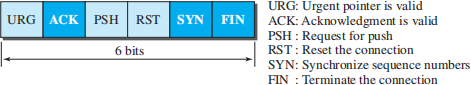 URG ACK PSH RST SYN FIN
6 bits
URG: Urgent pointer is valid
ACK: Acknowledgment is valid
PSH : Request for push
RST : Reset the connection
SYN: Synchronize sequence numbers
FIN : Terminate the connection